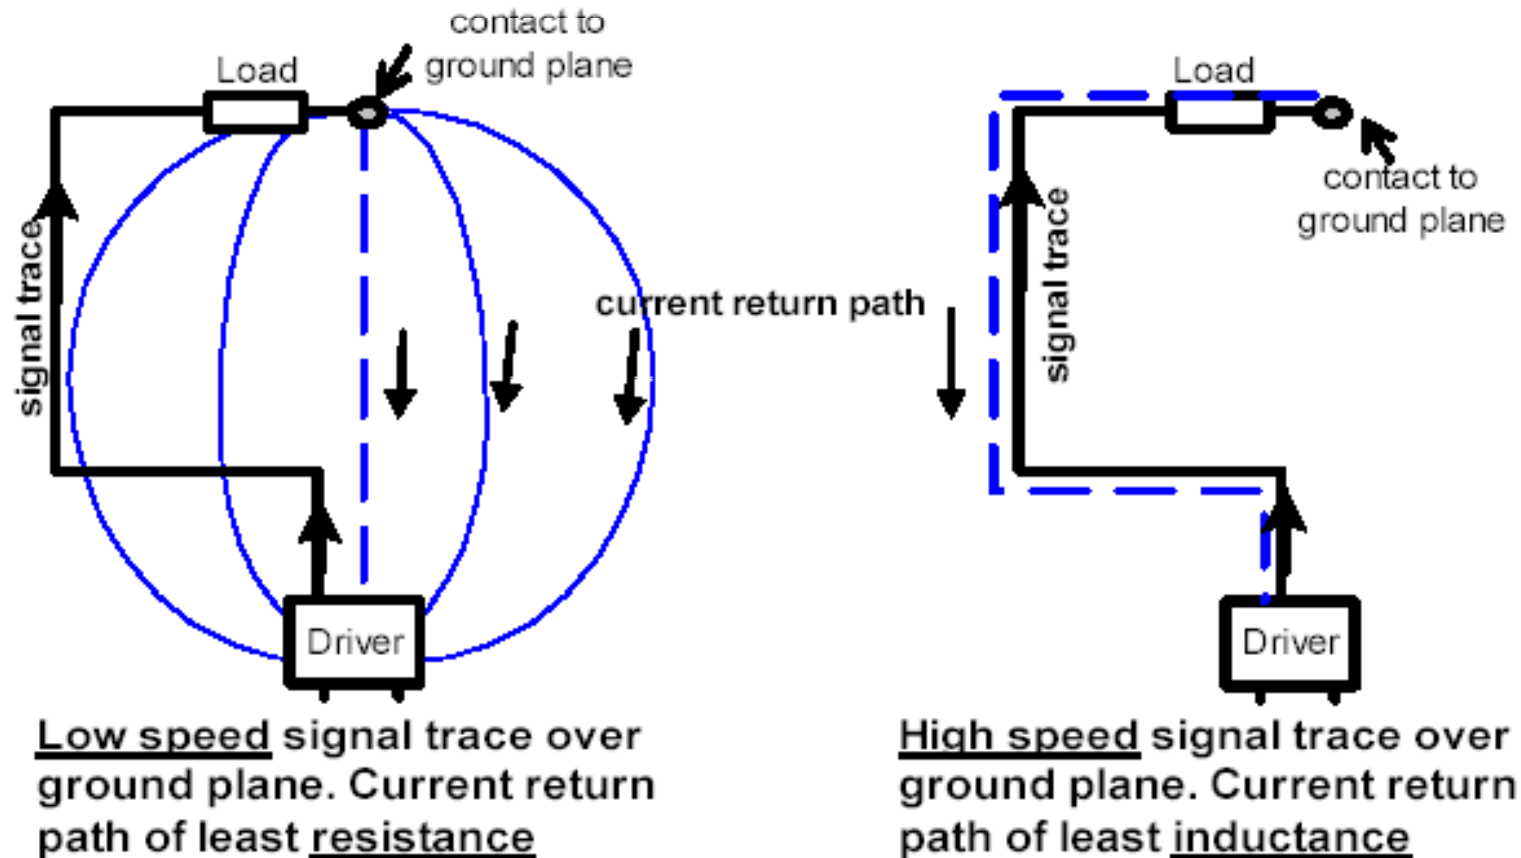 contact to
ground plane
Load
signal trace
Driver
current return path
Load
contact to
ground plane
signal trace
Driver
Low speed signal trace over
ground plane. Current return
path of least resistance
High speed signal trace over
ground plane. Current return
path of least inductance